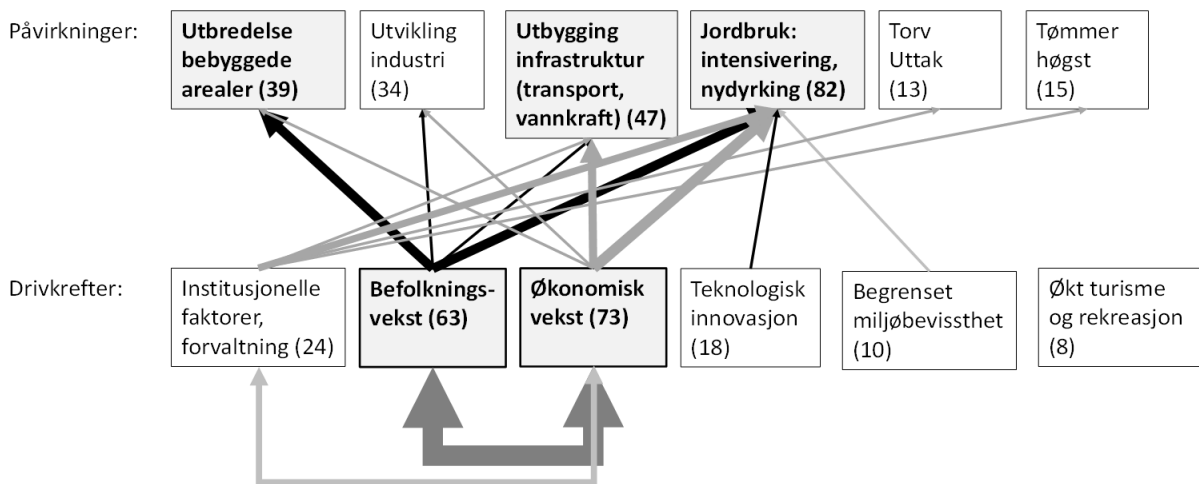 Påvirkninger:
Utbredelse
bebyggede
arealer (39)
Utvikling
industri
(34)
Utbygging
infrastruktur
(transport,
vannkraft) (47)
Jordbruk:
intensivering,
nydyrking (82)
Torv
Uttak
(13)
Tømmer
høgst
(15)
Drivkrefter:
Institusjonelle
faktorer,
forvaltning (24)
Befolknings-
vekst (63)
Økonomisk
vekst (73)
Teknologisk
innovasjon
(18)
Begrenset
miljøbevissthet
(10)
Økt turisme
og rekreasjon
(8)